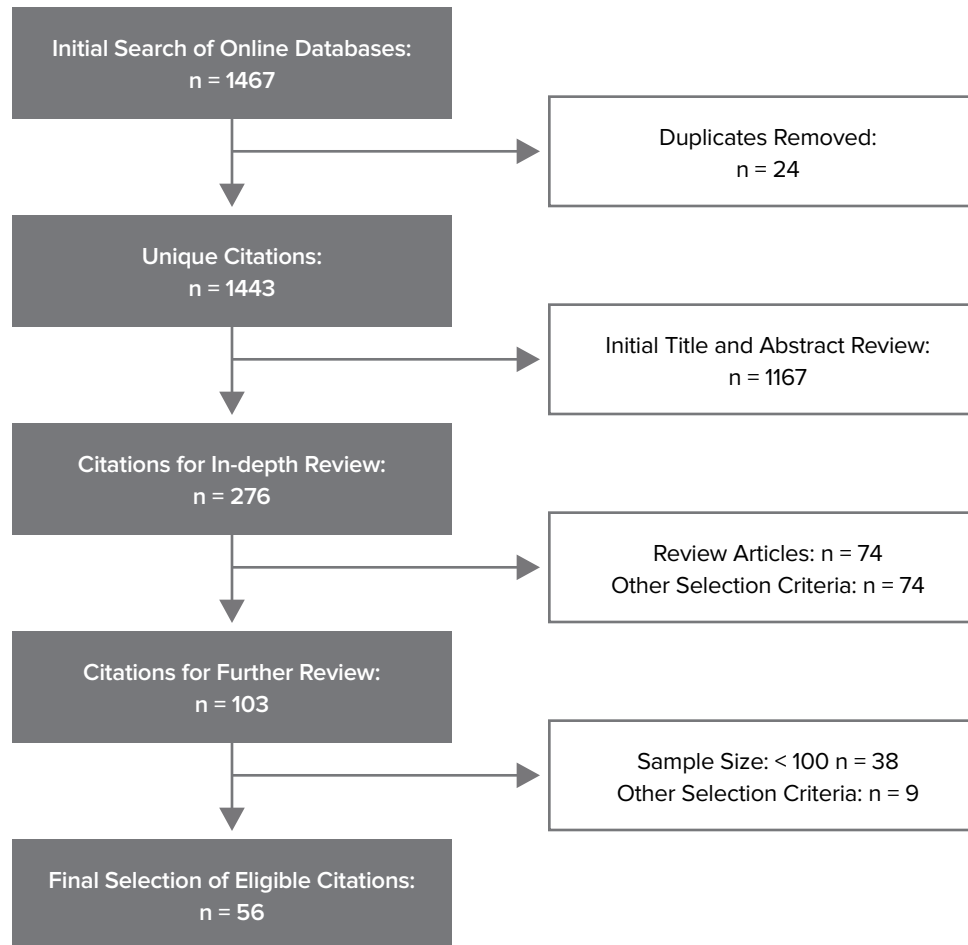 Initial Search of Online Databases:
n = 1467
Duplicates Removed:
n = 24
Unique Citations:
n = 1443
Initial Title and Abstract Review:
n = 1167
Citations for In-depth Review:
n = 276
Review Articles: n = 74
Other Selection Criteria: n = 74
Citations for Further Review:
n = 103
Sample Size: < 100 n = 38
Other Selection Criteria: n = 9
Final Selection of Eligible Citations:
n = 56